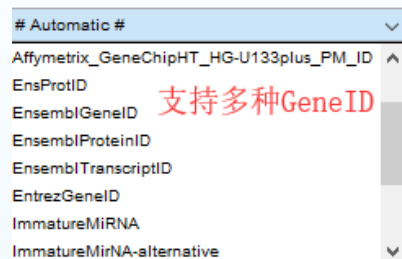 # Automatic #
Affymetrix_GeneChipHT_HG-U133plus_PM_ID
EnsProtID
EnsemblGeneID
支持多种GeneID
EnsemblProteinID
EnsemblTranscriptID
EntrezGeneID
ImmatureMiRNA
ImmatureMirNA-alternative